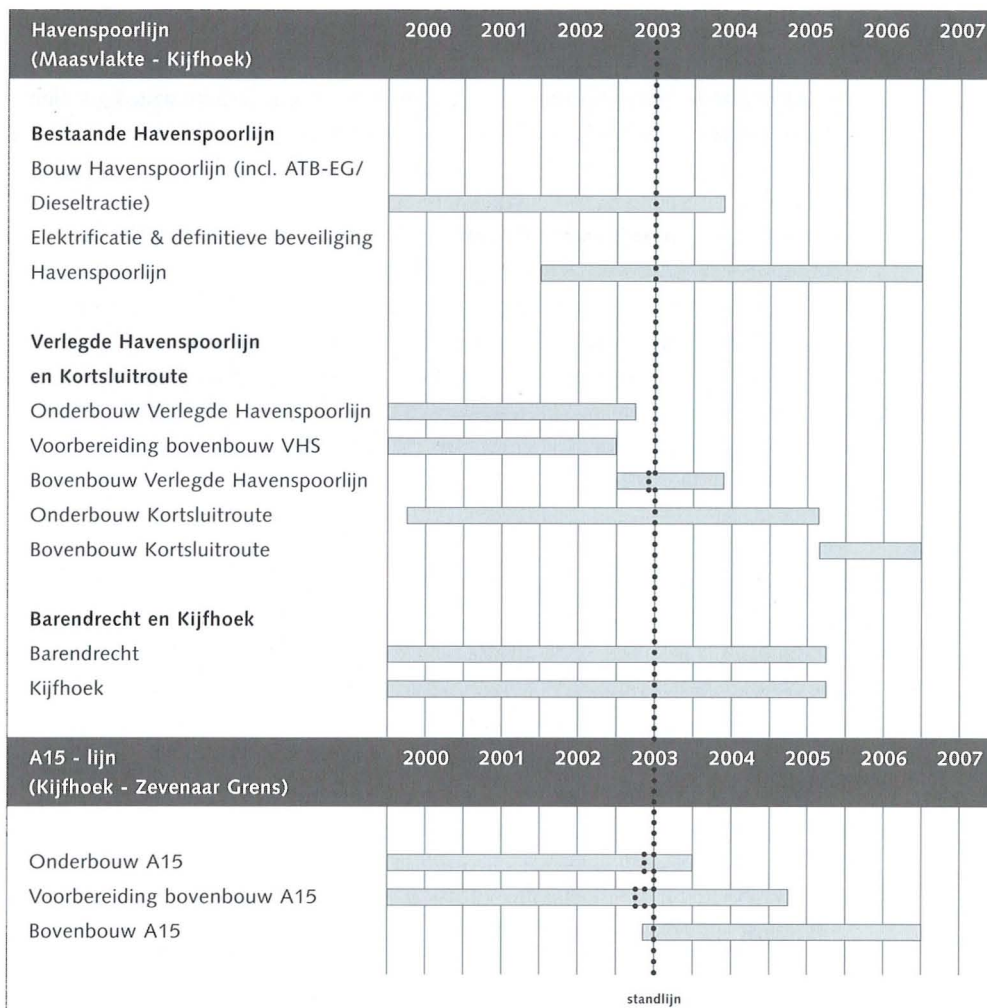 Havenspoorlijn 2000 2001 2002 2003 2004 2005 2006 2007
(Maasvlakte - Kijfhoek)
Bestaande Havenspoorlijn
Bouw Havenspoorlijn (incl. ATB-EG/
Dieseltractie)
Elektrificatie & definitieve beveiliging
Havenspoorlijn
Verlegde Havenspoorlijn
en Kortsluitroute
Onderbouw Verlegde Havenspoorlijn
Voorbereiding bovenbouw VHS
Bovenbouw Verlegde Havenspoorlijn
Onderbouw Kortsluitroute
Bovenbouw Kortsluitroute
Barendrecht en Kijfhoek
Barendrecht
Kijfhoek
A15 - lijn 2000 2001 2002 2003 2004 2005 2006 2007
(Kijfhoek - Zevenaar Grens)
Onderbouw A15
Voorbereiding bovenbouw A15
Bovenbouw A15
standlijn